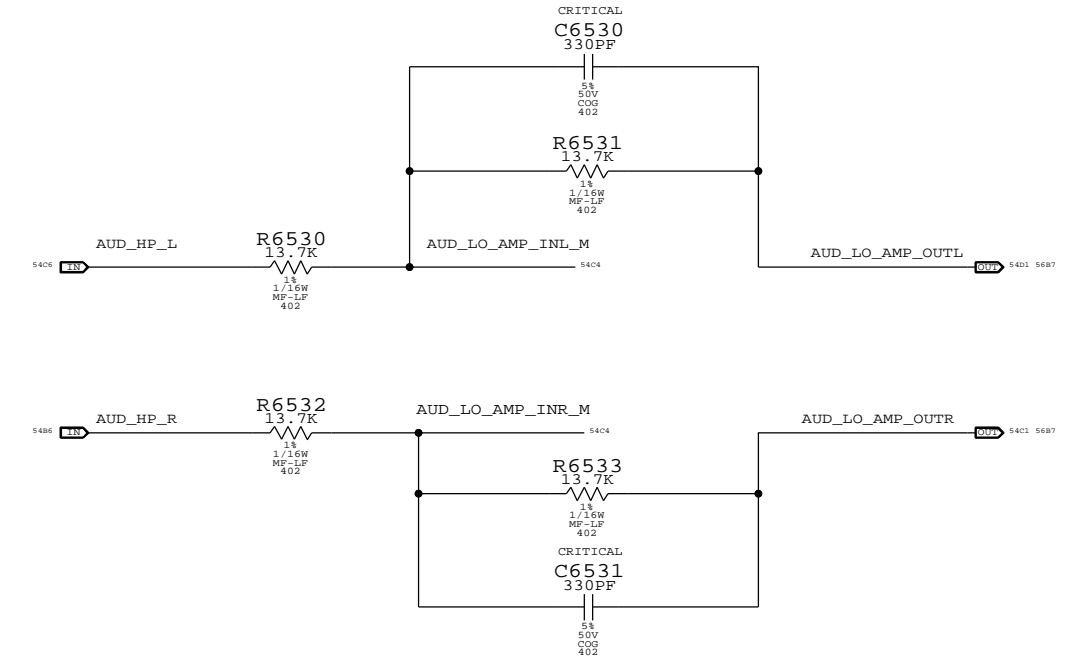 CRITICAL
C6530
330PF
5%
50V
COG
402
R6531
13.7K
1%
1/16W
MF-LF
402
AUD_HP_L
R6530
13.7K
1%
1/16W
MF-LF
402
AUD_LO_AMP_INL_M
AUD_LO_AMP_OUTL
54C6 IN
54C4
OUT 54D1 56B7
AUD_HP_R
R6532
13.7K
1%
1/16W
MF-LF
402
AUD_LO_AMP_INR_M
AUD_LO_AMP_OUTR
54B6 IN
54C4
OUT 54C1 56B7
R6533
13.7K
1%
1/16W
MF-LF
402
CRITICAL
C6531
330PF
5%
50V
COG
402